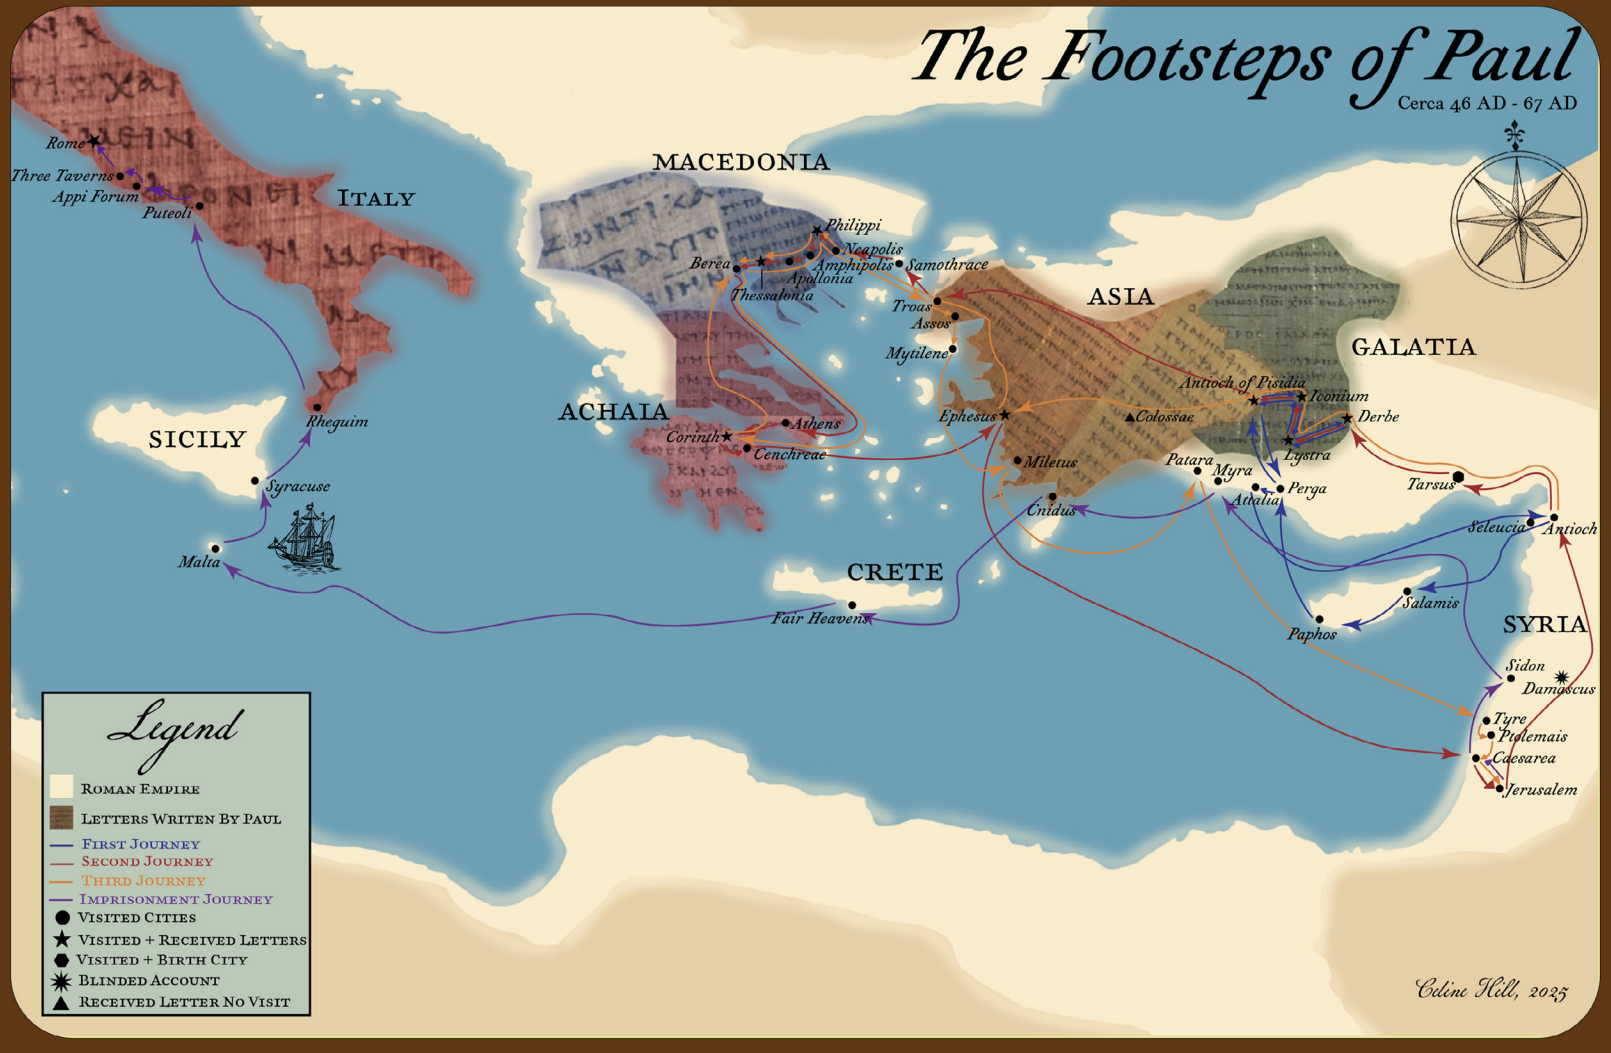 The Footsteps of Paul
Cerca 46 AD - 67 AD
MACEDONIA
ITALY
ASIA
GALATIA
ACHAIA
SICILY
CRETE
SYRIA
Rome
Three Taverns
Appi Forum
Puteoli
Rheguim
Syracuse
Malta
Philippi
Neapolis
Berea
Amphipolis
Samothrace
Apollonia
Thessalonia
Troas
Assos
Mytilene
Antioch of Pisidia
Iconium
Ephesus
Colossae
Derbe
Athens
Corinth
Cenchreae
Lystra
Miletus
Patara
Myra
Tarsus
Attalia
Perga
Cnidus
Seleucia
Antioch
Fair Heavens
Salamis
Paphos
Sidon
Damascus
Tyre
Ptolemais
Caesarea
Jerusalem
Legend
ROMAN EMPIRE
LETTERS WRITEN BY PAUL
FIRST JOURNEY
SECOND JOURNEY
THIRD JOURNEY
IMPRISONMENT JOURNEY
VISITED CITIES
VISITED + RECEIVED LETTERS
VISITED + BIRTH CITY
BLINDED ACCOUNT
RECEIVED LETTER NO VISIT
Celine Hill, 2025